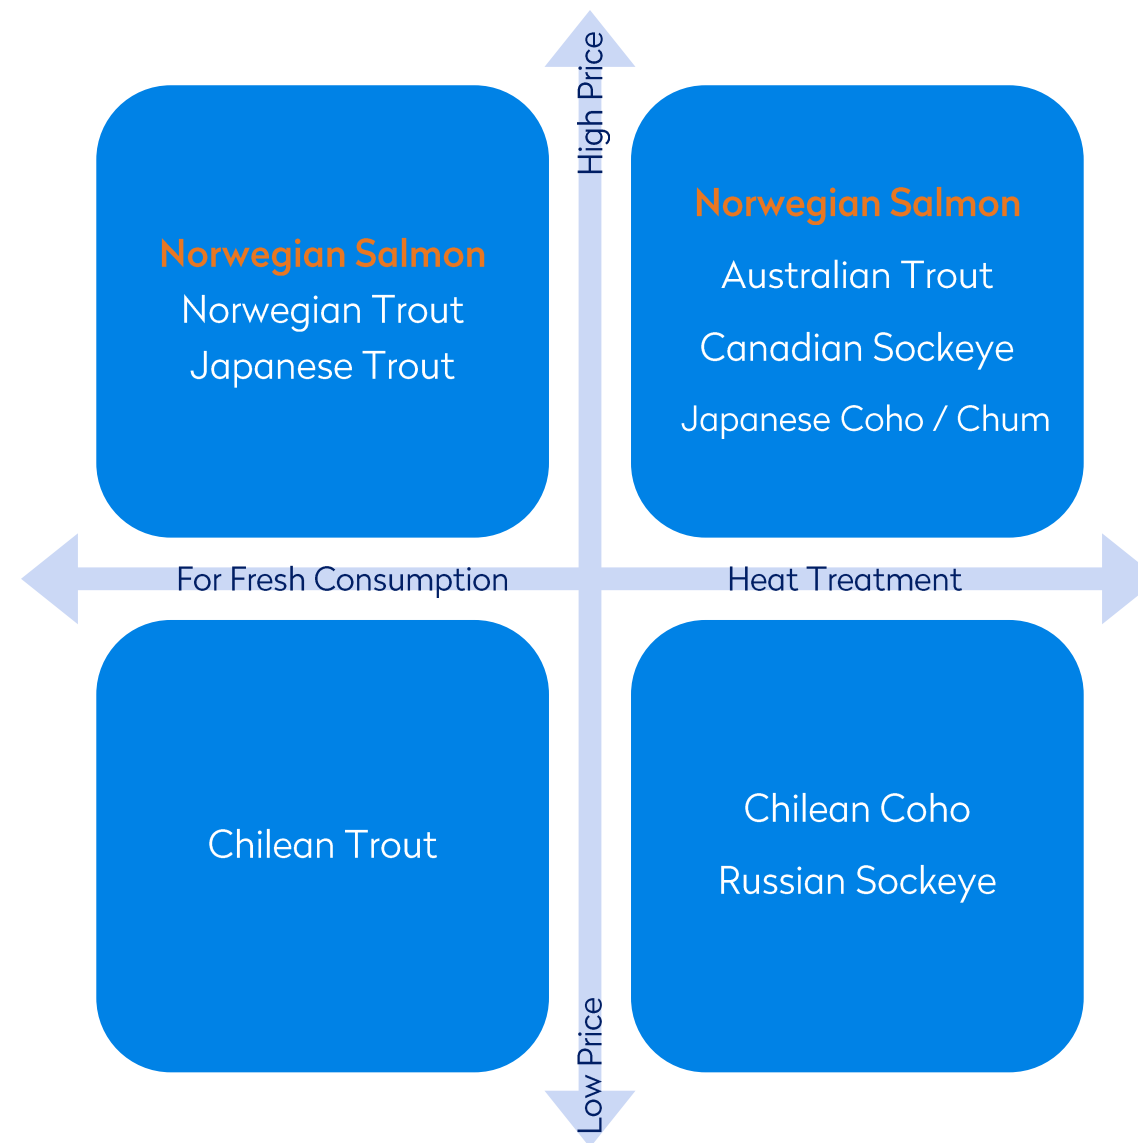 High Price
Norwegian Salmon
Norwegian Trout
Japanese Trout
Norwegian Salmon
Australian Trout
Canadian Sockeye
Japanese Coho / Chum
For Fresh Consumption
Heat Treatment
Chilean Trout
Chilean Coho
Russian Sockeye
Low Price